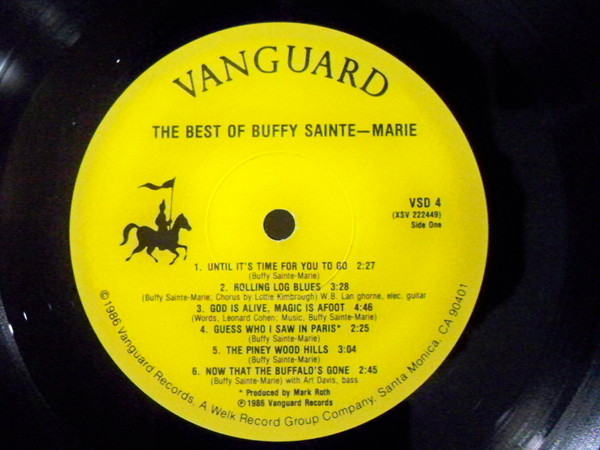 VANGUARD
THE BEST OF BUFFY SAINTE—MARIE
VSD 4
(XSV 222449)
Side One
1. UNTIL IT'S TIME FOR YOU TO GO 2:27
(Buffy Sainte-Marie)
2. ROLLING LOG BLUES 3:28
(Buffy Sainte-Marie; Chorus by Lottie Kimbrough) W.B. Lan ghorne, elec. guitar
3. GOD IS ALIVE, MAGIC IS AFOOT 4:46
(Words, Leonard Cohen; Music, Buffy Sainte-Marie)
4. GUESS WHO I SAW IN PARIS* 2:25
(Buffy Sainte-Marie)
5. THE PINEY WOOD HILLS 3:04
(Buffy Sainte-Marie)
6. NOW THAT THE BUFFALO'S GONE 2:45
(Buffy Sainte-Marie) with Art Davis, bass
* Produced by Mark Roth
℗1986 Vanguard Records
©1986 Vanguard Records, A Welk Record Group Company, Santa Monica, CA 90401